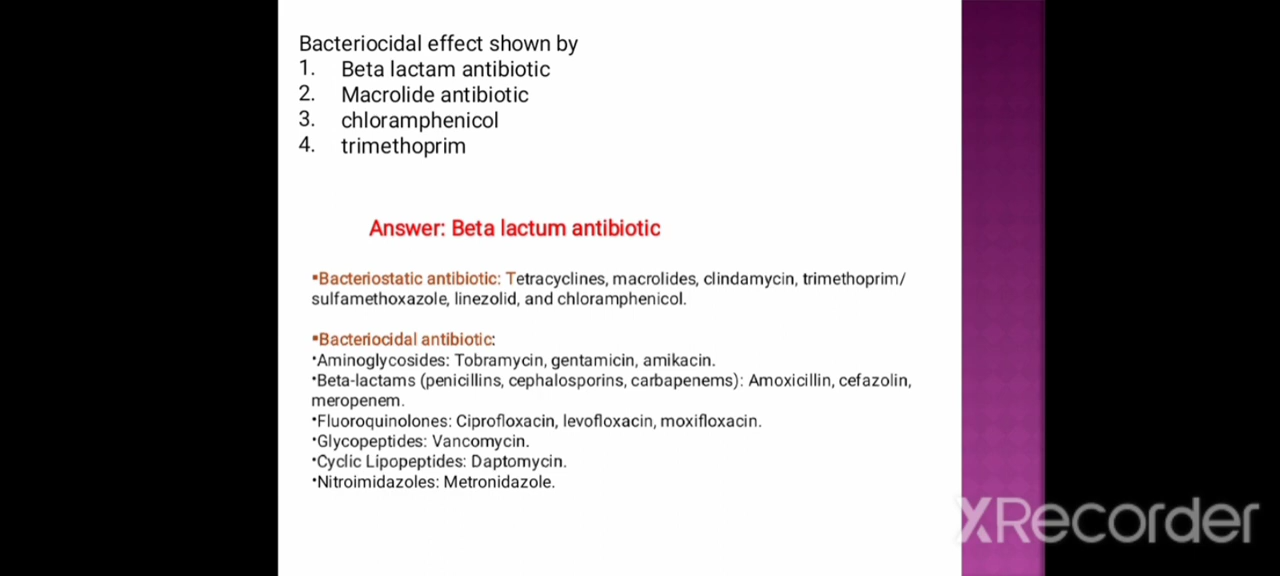 Bacteriocidal effect shown by
1. Beta lactam antibiotic
2. Macrolide antibiotic
3. chloramphenicol
4. trimethoprim
Answer: Beta lactum antibiotic
▪Bacteriostatic antibiotic: Tetracyclines, macrolides, clindamycin, trimethoprim/
sulfamethoxazole, linezolid, and chloramphenicol.
▪Bacteriocidal antibiotic:
•Aminoglycosides: Tobramycin, gentamicin, amikacin.
•Beta-lactams (penicillins, cephalosporins, carbapenems): Amoxicillin, cefazolin,
meropenem.
•Fluoroquinolones: Ciprofloxacin, levofloxacin, moxifloxacin.
•Glycopeptides: Vancomycin.
•Cyclic Lipopeptides: Daptomycin.
•Nitroimidazoles: Metronidazole.
XRecorder